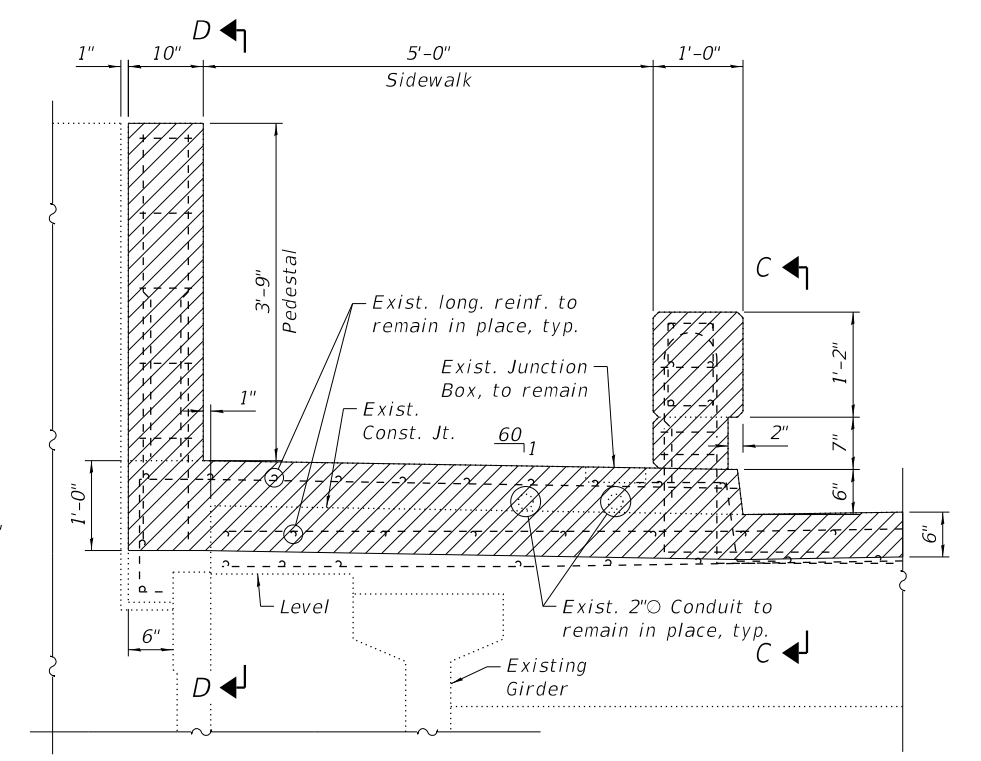 D
1" 10" 5'-0" 1'-0"
Sidewalk
C
3'-9"
Pedestal
Exist. long. reinf. to
remain in place, typ.
Exist. Junction
Box, to remain
1'-2"
1"
Exist.
Const. Jt.
60
1
2"
7"
1'-0"
6"
6"
Level
Exist. 2"○ Conduit to
remain in place, typ.
6"
C
D
Existing
Girder